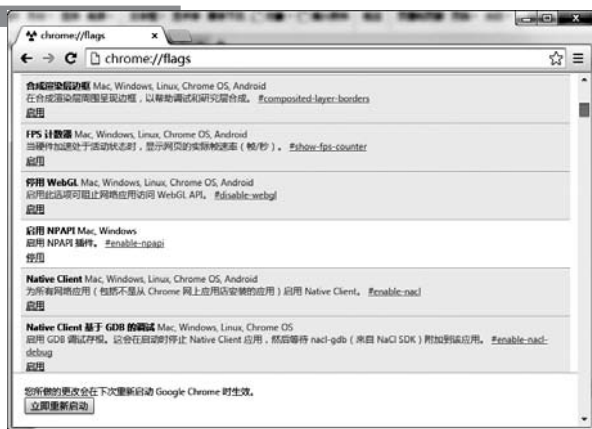 chrome://flags
chrome://flags
合成渲染层边框 Mac, Windows, Linux, Chrome OS, Android
在合成渲染层周围呈现边框，以帮助调试和研究层合成。 #composited-layer-borders
启用
FPS 计数器 Mac, Windows, Linux, Chrome OS, Android
当硬件加速处于活动状态时，显示网页的实际帧速率（帧/秒）。 #show-fps-counter
启用
停用 WebGL Mac, Windows, Linux, Chrome OS, Android
启用此选项可阻止网络应用访问 WebGL API。 #disable-webgl
启用
启用 NPAPI Mac, Windows
启用 NPAPI 插件。 #enable-npapi
停用
Native Client Mac, Windows, Linux, Chrome OS, Android
为所有网络应用（包括不是从 Chrome 网上应用店安装的应用）启用 Native Client。 #enable-nacl
启用
Native Client 基于 GDB 的调试 Mac, Windows, Linux, Chrome OS
启用 GDB 调试存根。这会在启动时停止 Native Client 应用，然后等待 nacl-gdb（来自 NaCl SDK）附加到该应用。 #enable-nacl-
debug
启用
您所做的更改会在下次重新启动 Google Chrome 时生效。
立即重新启动